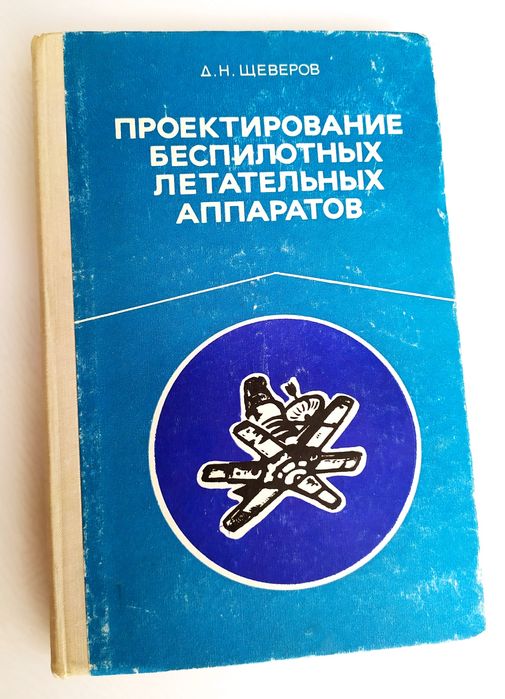 Д.Н. ЩЕВЕРОВ
ПРОЕКТИРОВАНИЕ
БЕСПИЛОТНЫХ
ЛЕТАТЕЛЬНЫХ
АППАРАТОВ